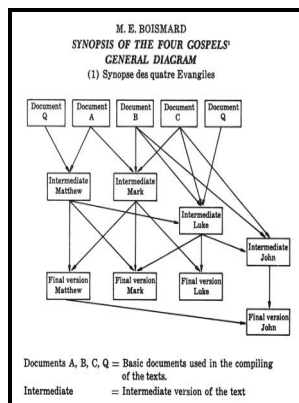 M. E. BOISMARD
SYNOPSIS OF THE FOUR GOSPELS¹
GENERAL DIAGRAM
(1) Synopse des quatre Evangiles
Document Q
Document A
Document B
Document C
Document Q
Intermediate Matthew
Intermediate Mark
Intermediate Luke
Intermediate John
Final version Matthew
Final version Mark
Final version Luke
Final version John
Documents A, B, C, Q = Basic documents used in the compiling
of the texts.
Intermediate = Intermediate version of the text